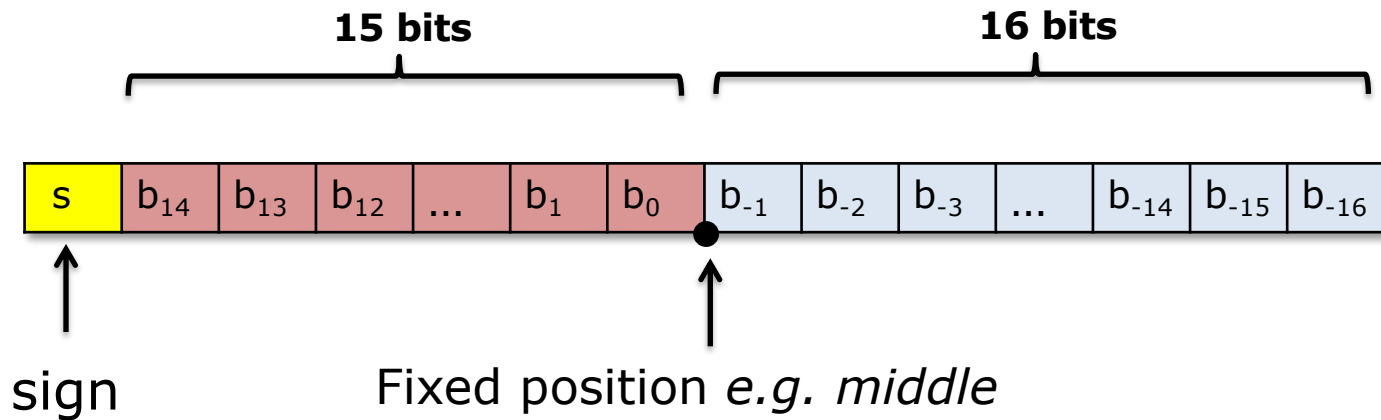 15 bits 16 bits
s b₁₄ b₁₃ b₁₂ ... b₁ b₀ b₋₁ b₋₂ b₋₃ ... b₋₁₄ b₋₁₅ b₋₁₆
sign Fixed position e.g. middle